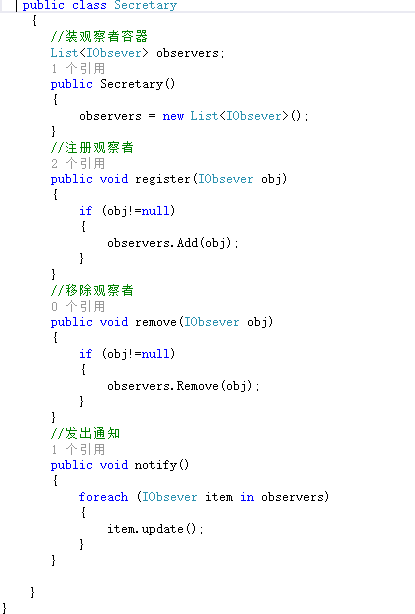 public class Secretary
{
//装观察者容器
List<IObsever> observers;
1 个引用
public Secretary()
{
observers = new List<IObsever>();
}
//注册观察者
2 个引用
public void register(IObsever obj)
{
if (obj!=null)
{
observers.Add(obj);
}
}
//移除观察者
0 个引用
public void remove(IObsever obj)
{
if (obj!=null)
{
observers.Remove(obj);
}
}
//发出通知
1 个引用
public void notify()
{
foreach (IObsever item in observers)
{
item.update();
}
}
}
}